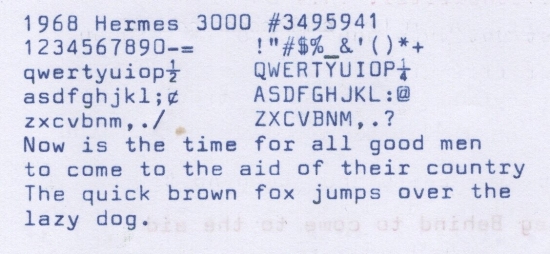 1968 Hermes 3000 #3495941
1234567890-= !"#$%_&'()*+
qwertyuiop½ QWERTYUIOP¼
asdfghjkl;¢ ASDFGHJKL:@
zxcvbnm,./ ZXCVBNM,.?
Now is the time for all good men
to come to the aid of their country
The quick brown fox jumps over the
lazy dog.